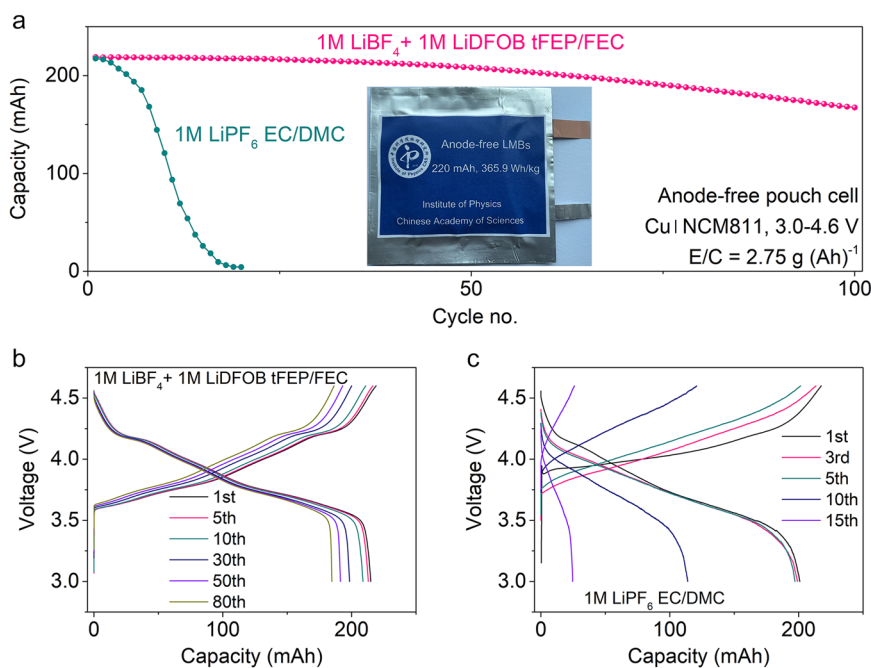 a
1M LiBF4+ 1M LiDFOB tFEP/FEC
1M LiPF6 EC/DMC
Capacity (mAh)
200
100
0
Anode-free LMBs
220 mAh, 365.9 Wh/kg
Institute of Physics
Chinese Academy of Sciences
Anode-free pouch cell
Cu| NCM811, 3.0-4.6 V
E/C = 2.75 g (Ah)-1
0
50
100
Cycle no.
b
1M LiBF4+ 1M LiDFOB tFEP/FEC
Voltage (V)
4.5
4.0
3.5
3.0
1st
5th
10th
30th
50th
80th
0
100
200
Capacity (mAh)
c
Voltage (V)
4.5
4.0
3.5
3.0
1st
3rd
5th
10th
15th
1M LiPF6 EC/DMC
0
50
100
150
200
Capacity (mAh)